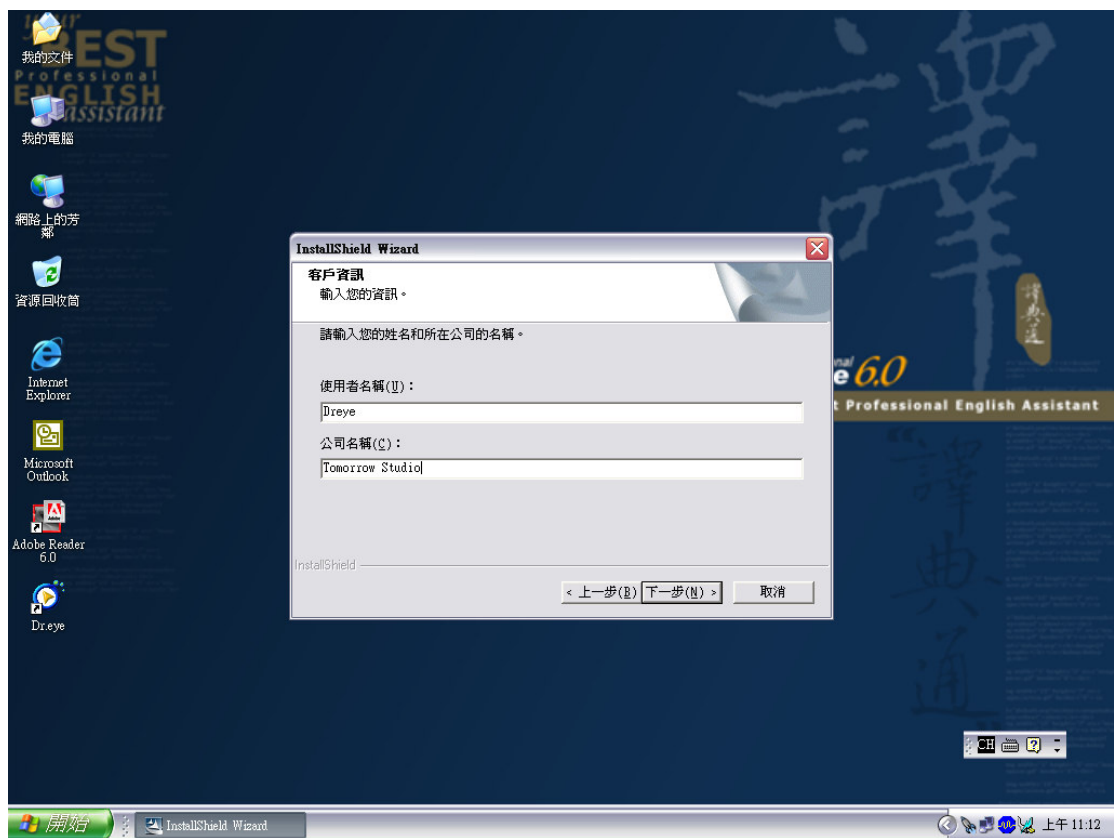 your
BEST
Professional
ENGLISH
assistant
我的文件
我的電腦
網路上的芳
鄰
資源回收筒
Internet
Explorer
Microsoft
Outlook
Adobe Reader
6.0
Dr.eye
譯
譯典通
e 6.0
t Professional English Assistant
譯典通
InstallShield Wizard
客戶資訊
輸入您的資訊。
請輸入您的姓名和所在公司的名稱。
使用者名稱(U)：
Dreye
公司名稱(C)：
Tomorrow Studio
InstallShield
< 上一步(B) 下一步(N) > 取消
CH
開始 InstallShield Wizard 上午 11:12